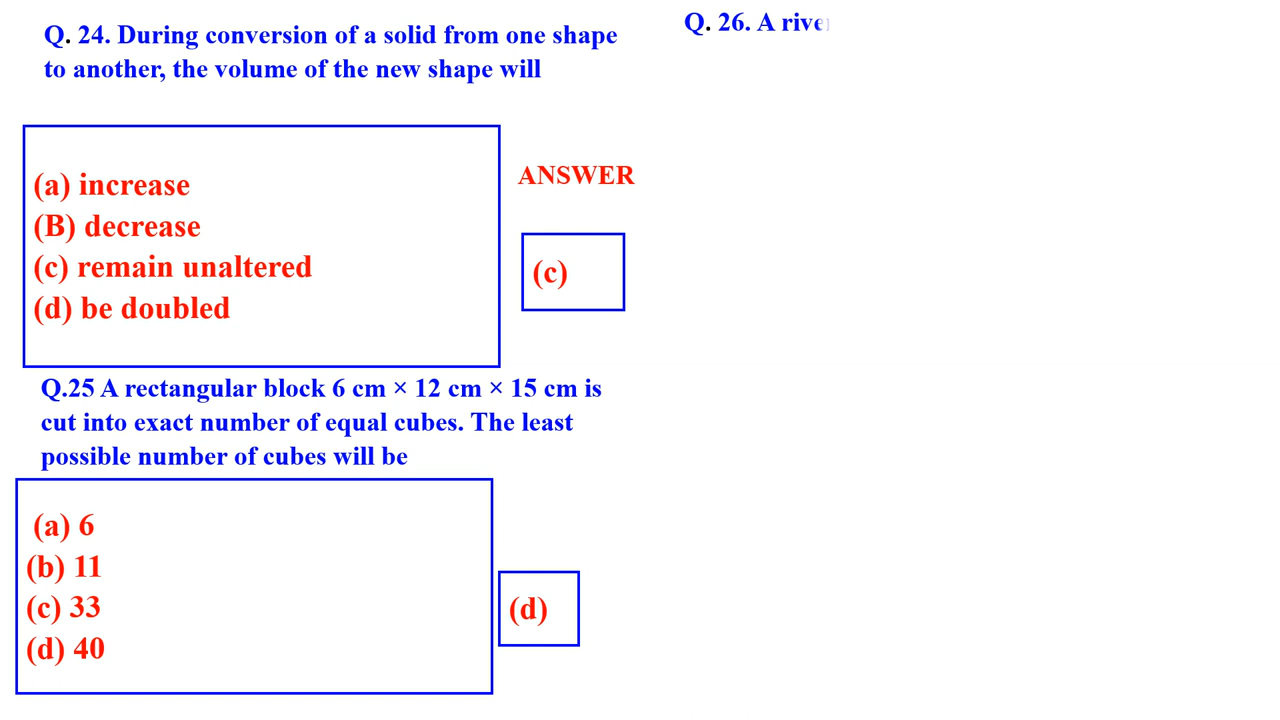 Q. 24. During conversion of a solid from one shape
to another, the volume of the new shape will
(a) increase
(B) decrease
(c) remain unaltered
(d) be doubled
ANSWER
(c)
Q.25 A rectangular block 6 cm × 12 cm × 15 cm is
cut into exact number of equal cubes. The least
possible number of cubes will be
(a) 6
(b) 11
(c) 33
(d) 40
(d)
Q. 26. A river